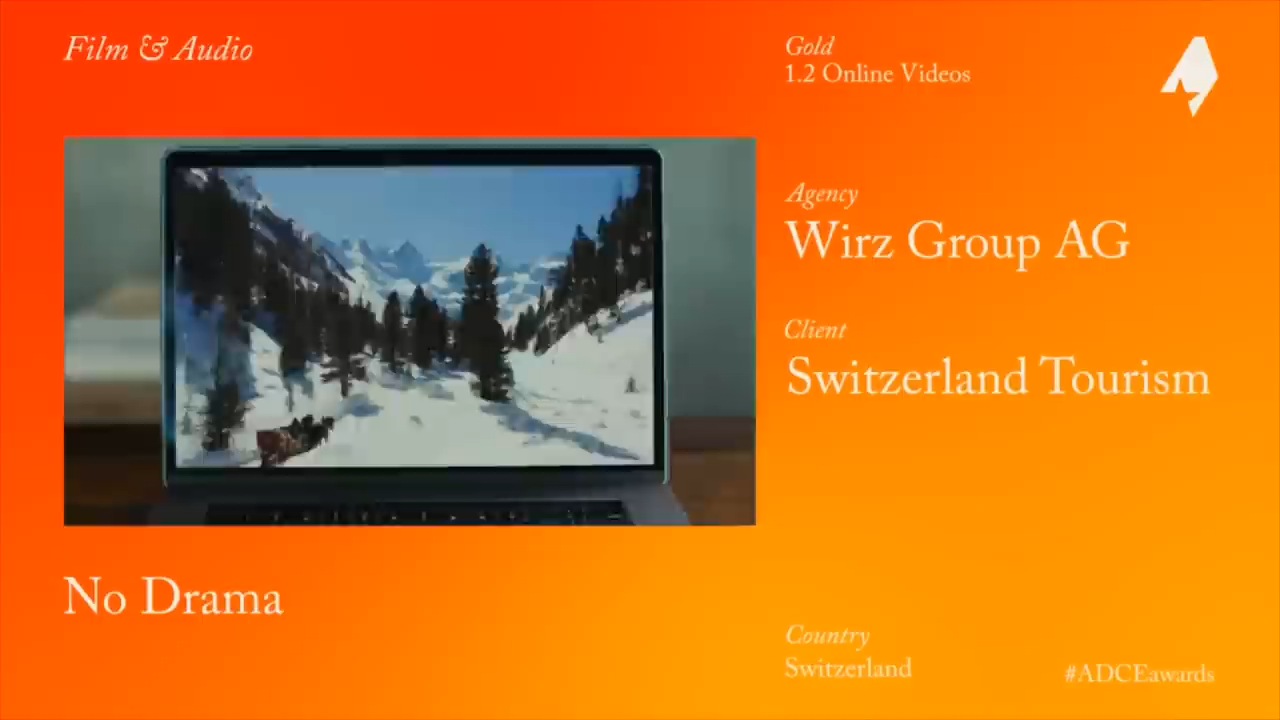 Film & Audio
Gold
1.2 Online Videos
Agency
Wirz Group AG
Client
Switzerland Tourism
No Drama
Country
Switzerland
#ADCEawards